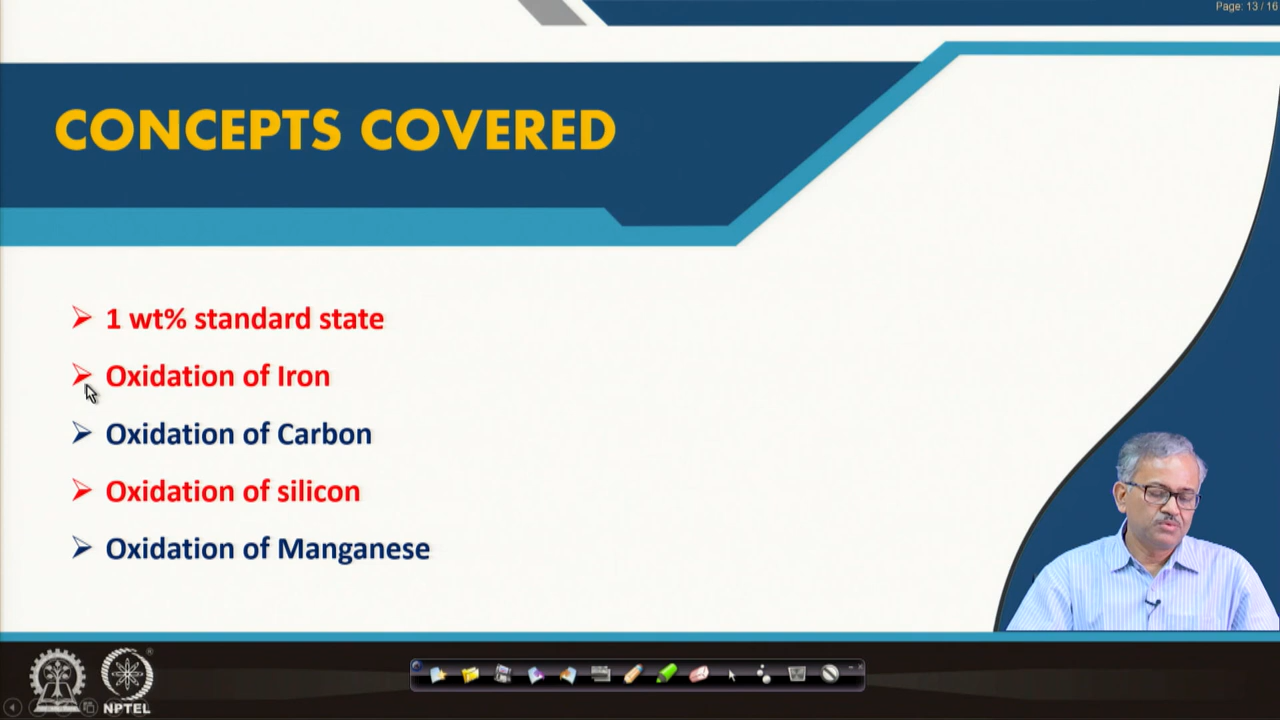 Page: 13 / 16
CONCEPTS COVERED
1 wt% standard state
Oxidation of Iron
Oxidation of Carbon
Oxidation of silicon
Oxidation of Manganese
NPTEL